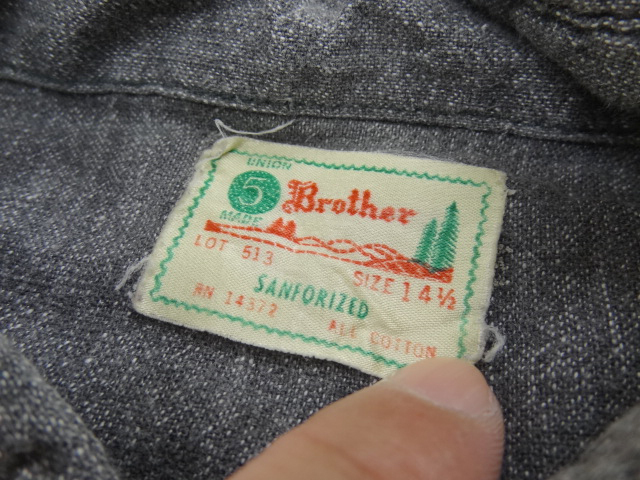 UNION
5 Brother
MADE
LOT 513
SIZE 14½
SANFORIZED
RN 14372
ALL COTTON